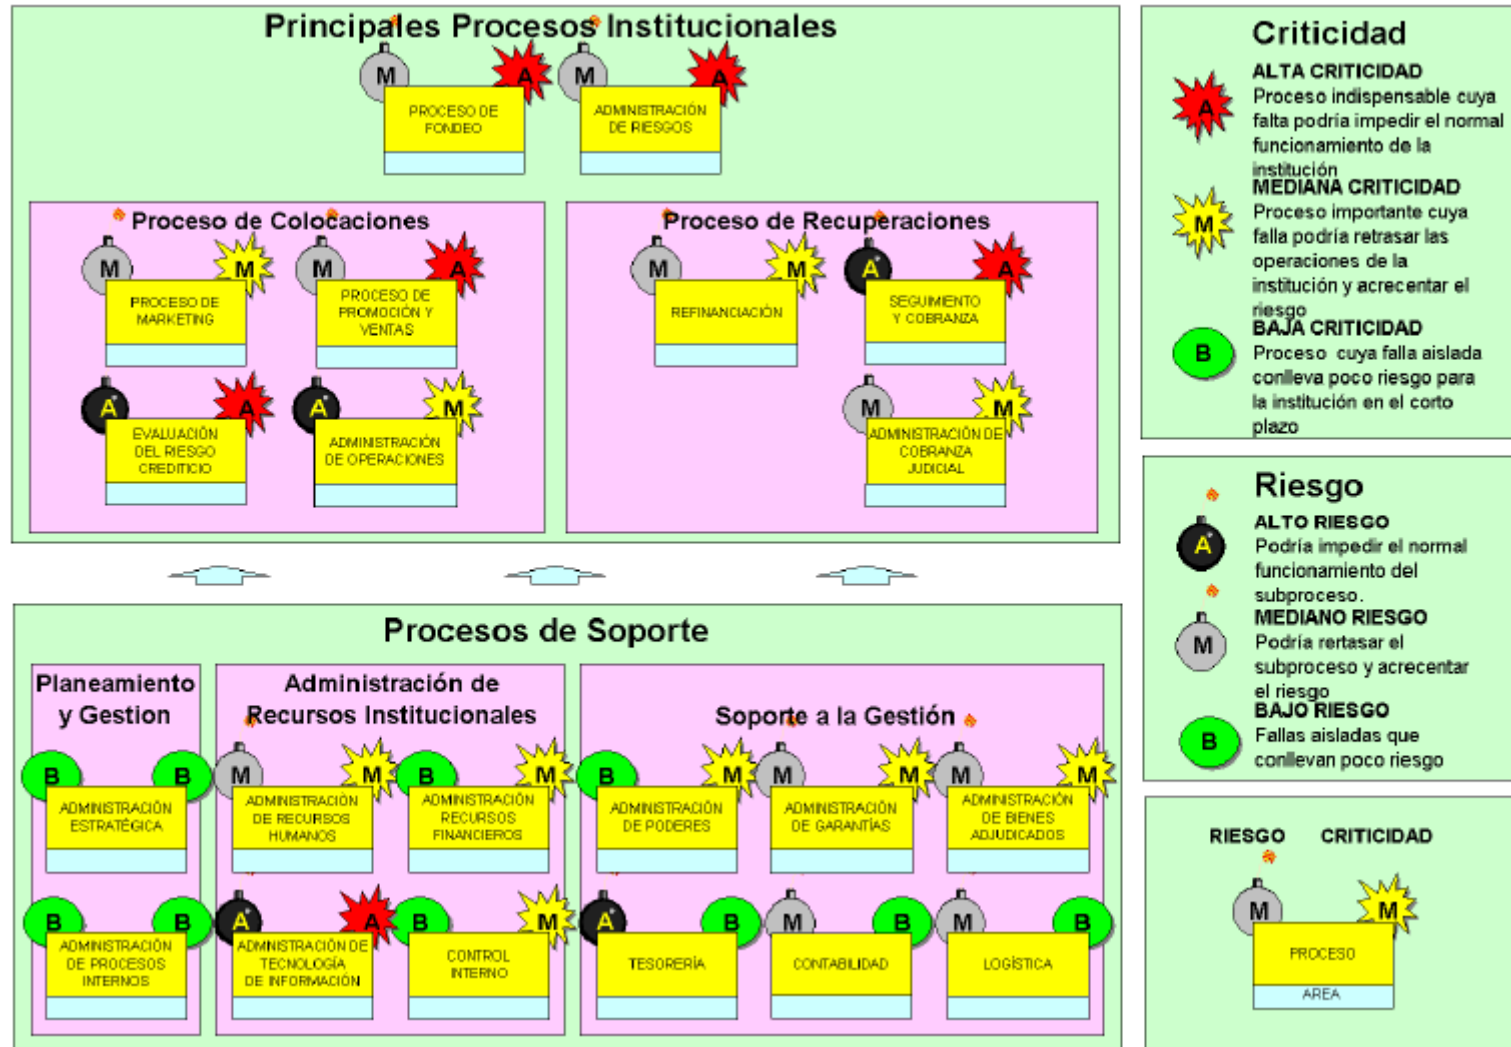 Principales Procesos Institucionales
M
A
M
A
PROCESO DE
FONDEO
ADMINISTRACIÓN
DE RIESGOS
Proceso de Colocaciones
M
M
M
A
PROCESO DE
MARKETING
PROCESO DE
PROMOCIÓN Y
VENTAS
A
A
A
M
EVALUACIÓN
DEL RIESGO
CREDITICIO
ADMINISTRACIÓN
DE OPERACIONES
Proceso de Recuperaciones
M
M
A
A
REFINANCIACIÓN
SEGUIMIENTO
Y COBRANZA
M
M
ADMINISTRACIÓN DE
COBRANZA
JUDICIAL
Procesos de Soporte
Planeamiento
y Gestion
B
B
ADMINISTRACIÓN
ESTRATÉGICA
B
B
ADMINISTRACIÓN
DE PROCESOS
INTERNOS
Administración de
Recursos Institucionales
M
M
B
M
ADMINISTRACIÓN
DE RECURSOS
HUMANOS
ADMINISTRACIÓN
RECURSOS
FINANCIEROS
A
A
B
M
ADMNISTRACIÓN DE
TECNOLOGÍA
DE INFORMACIÓN
CONTROL
INTERNO
Soporte a la Gestión
B
M
M
M
M
M
ADMINISTRACIÓN
DE PODERES
ADMINISTRACIÓN
DE GARANTÍAS
ADMINISTRACIÓN
DE BIENES
ADJUDICADOS
A
B
M
B
M
B
TESORERÍA
CONTABILIDAD
LOGÍSTICA
Criticidad
A
ALTA CRITICIDAD
Proceso indispensable cuya
falta podría impedir el normal
funcionamiento de la
institución
M
MEDIANA CRITICIDAD
Proceso importante cuya
falla podría retrasar las
operaciones de la
institución y acrecentar el
riesgo
B
BAJA CRITICIDAD
Proceso cuya falla aislada
conlleva poco riesgo para
la institución en el corto
plazo
Riesgo
A
ALTO RIESGO
Podría impedir el normal
funcionamiento del
subproceso.
M
MEDIANO RIESGO
Podría rertasar el
subproceso y acrecentar
el riesgo
B
BAJO RIESGO
Fallas aisladas que
conllevan poco riesgo
RIESGO CRITICIDAD
M
M
PROCESO
AREA